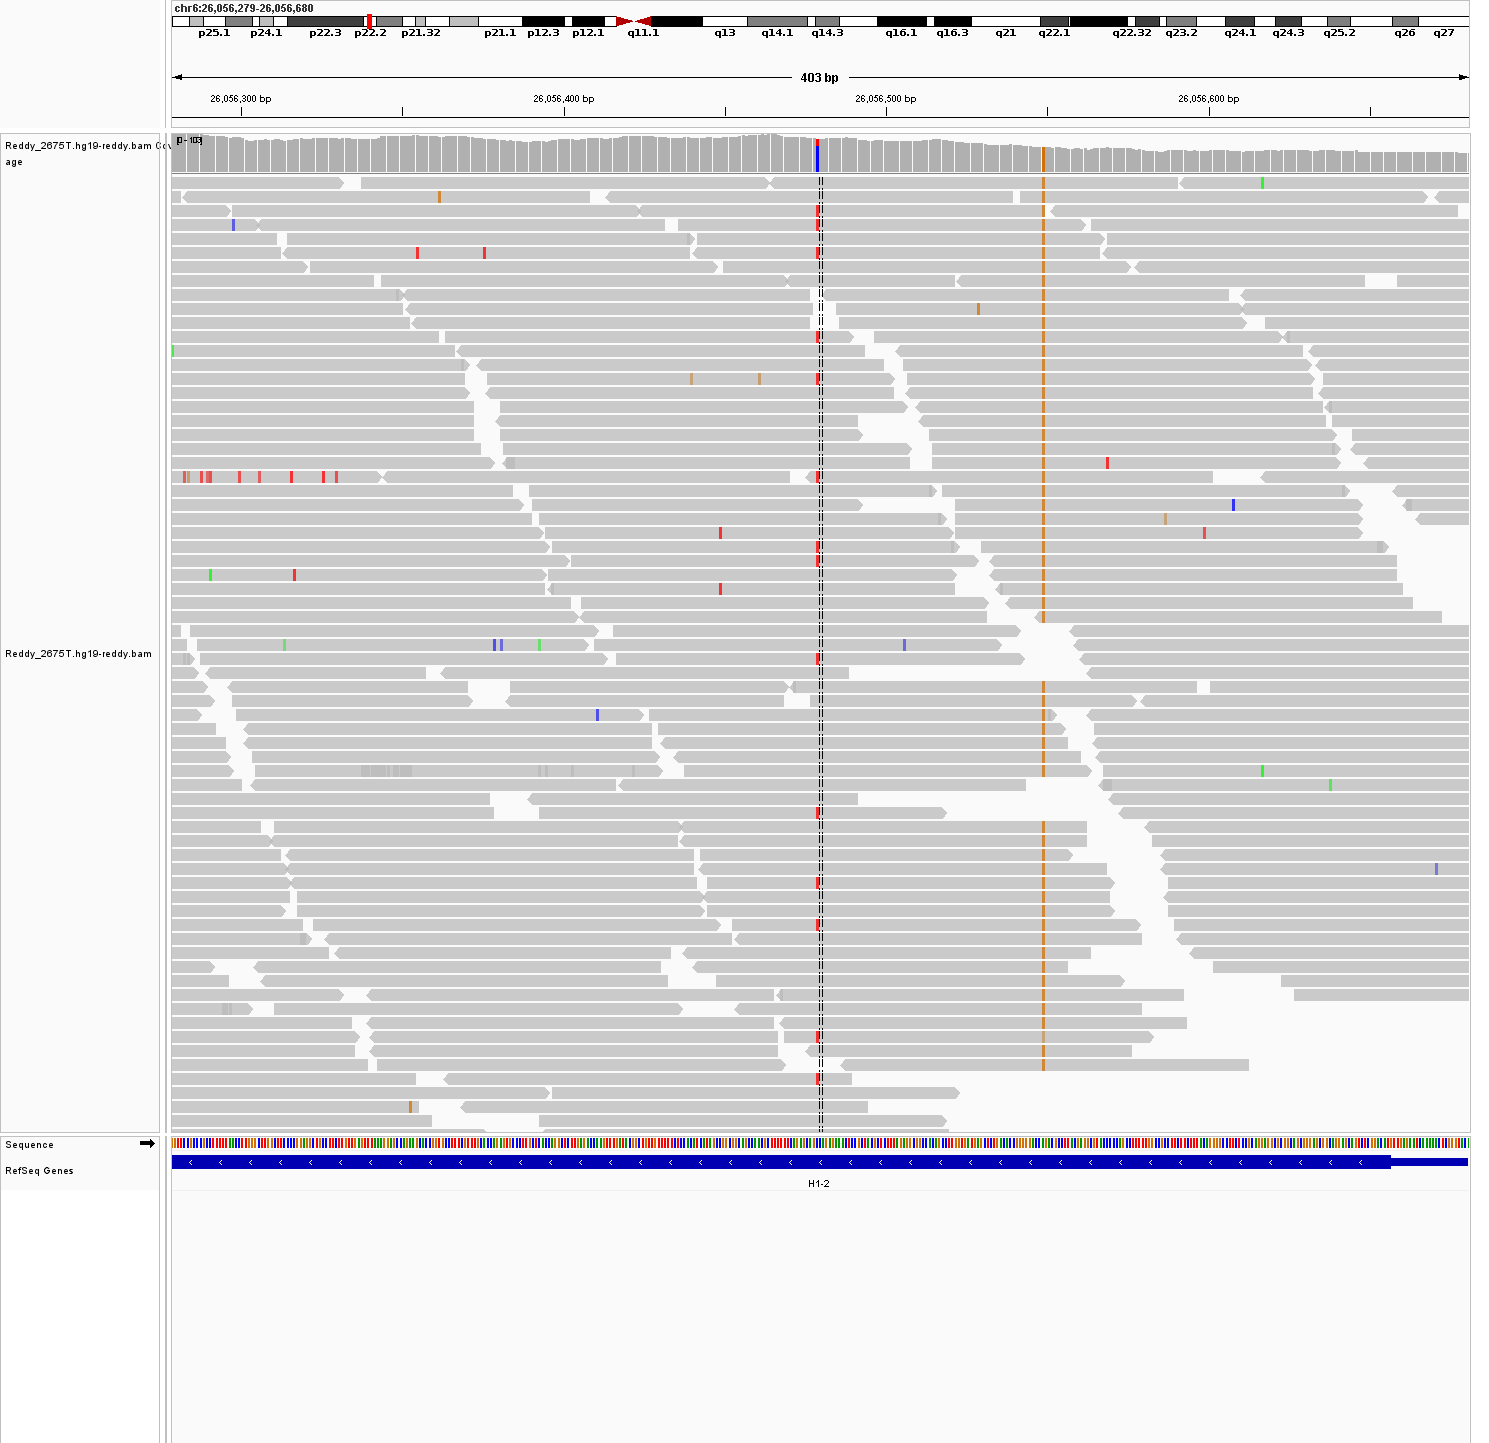 chr6:26,056,279-26,056,680
p25.1 p24.1 p22.3 p22.2 p21.32 p21.1 p12.3 p12.1 q11.1 q13 q14.1 q14.3 q16.1 q16.3 q21 q22.1 q22.32 q23.2 q24.1 q24.3 q25.2 q26 q27
403 bp
26,056,300 bp 26,056,400 bp 26,056,500 bp 26,056,600 bp
[0 - 103]
Reddy_2675T.hg19-reddy.bam Cov
age
Reddy_2675T.hg19-reddy.bam
Sequence
RefSeq Genes
H1-2